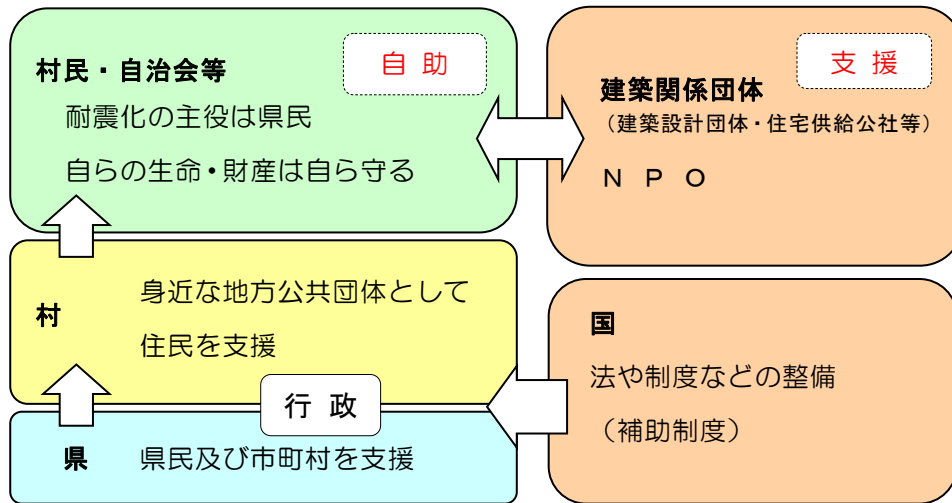 村民・自治会等
自助
耐震化の主役は県民
自らの生命・財産は自ら守る
支援
建築関係団体
（建築設計団体・住宅供給公社等）
ＮＰＯ
村
身近な地方公共団体として
住民を支援
行政
県
県民及び市町村を支援
国
法や制度などの整備
（補助制度）